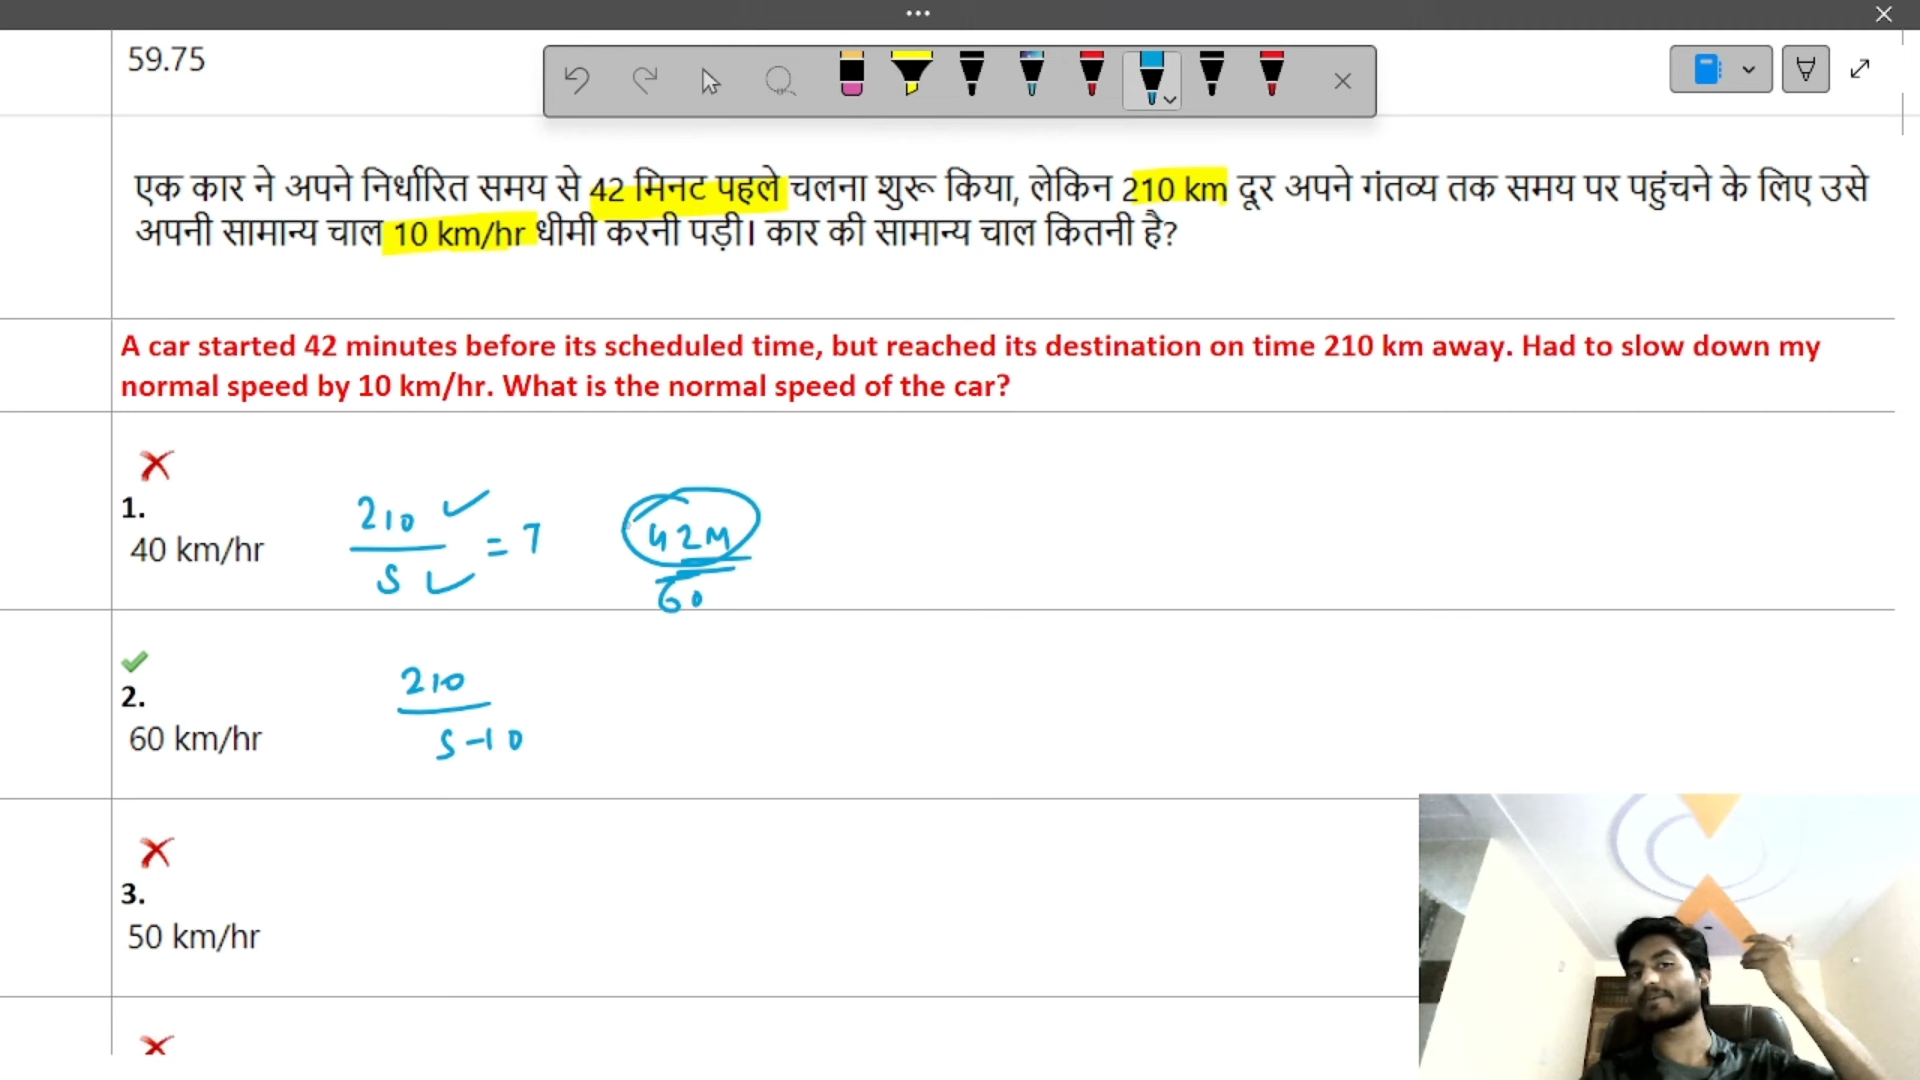 59.75
एक कार ने अपने निर्धारित समय से 42 मिनट पहले चलना शुरू किया, लेकिन 210 km दूर अपने गंतव्य तक समय पर पहुंचने के लिए उसे
अपनी सामान्य चाल 10 km/hr धीमी करनी पड़ी। कार की सामान्य चाल कितनी है?
A car started 42 minutes before its scheduled time, but reached its destination on time 210 km away. Had to slow down my
normal speed by 10 km/hr. What is the normal speed of the car?
1.
40 km/hr
210
S
= T
42M
60
2.
60 km/hr
210
S-10
3.
50 km/hr